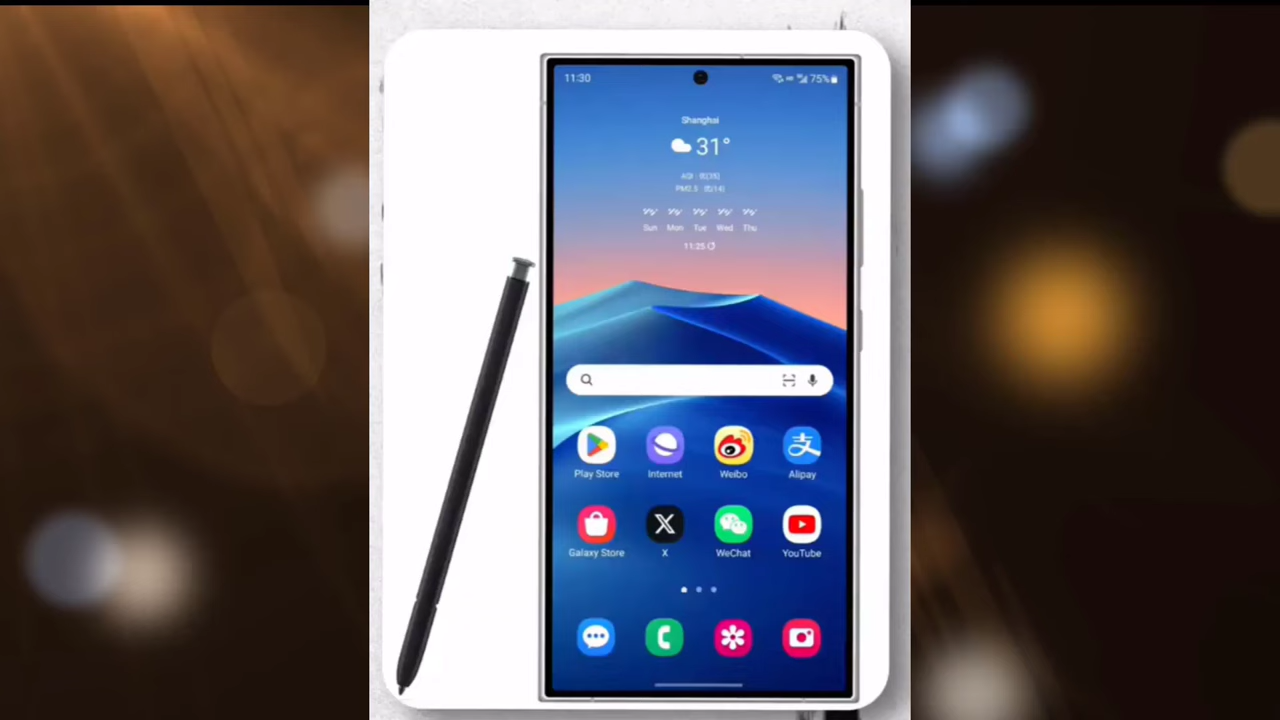 11:30
75%
Shanghai
31°
Sun Mon Tue Wed Thu
11:25
Play Store Internet Weibo Alipay
Galaxy Store X WeChat YouTube